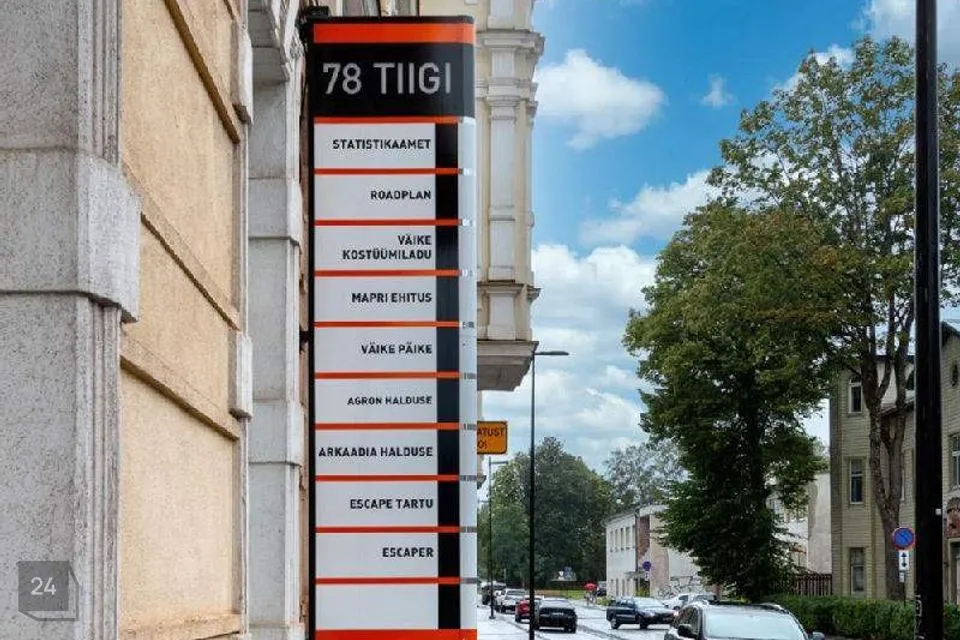 78 TIIGI
STATISTIKAAMET
ROADPLAN
VÄIKE
KOSTÜÜMILADU
MAPRI EHITUS
VÄIKE PÄIKE
AGRON HALDUSE
ARKAADIA HALDUSE
ESCAPE TARTU
ESCAPER
24